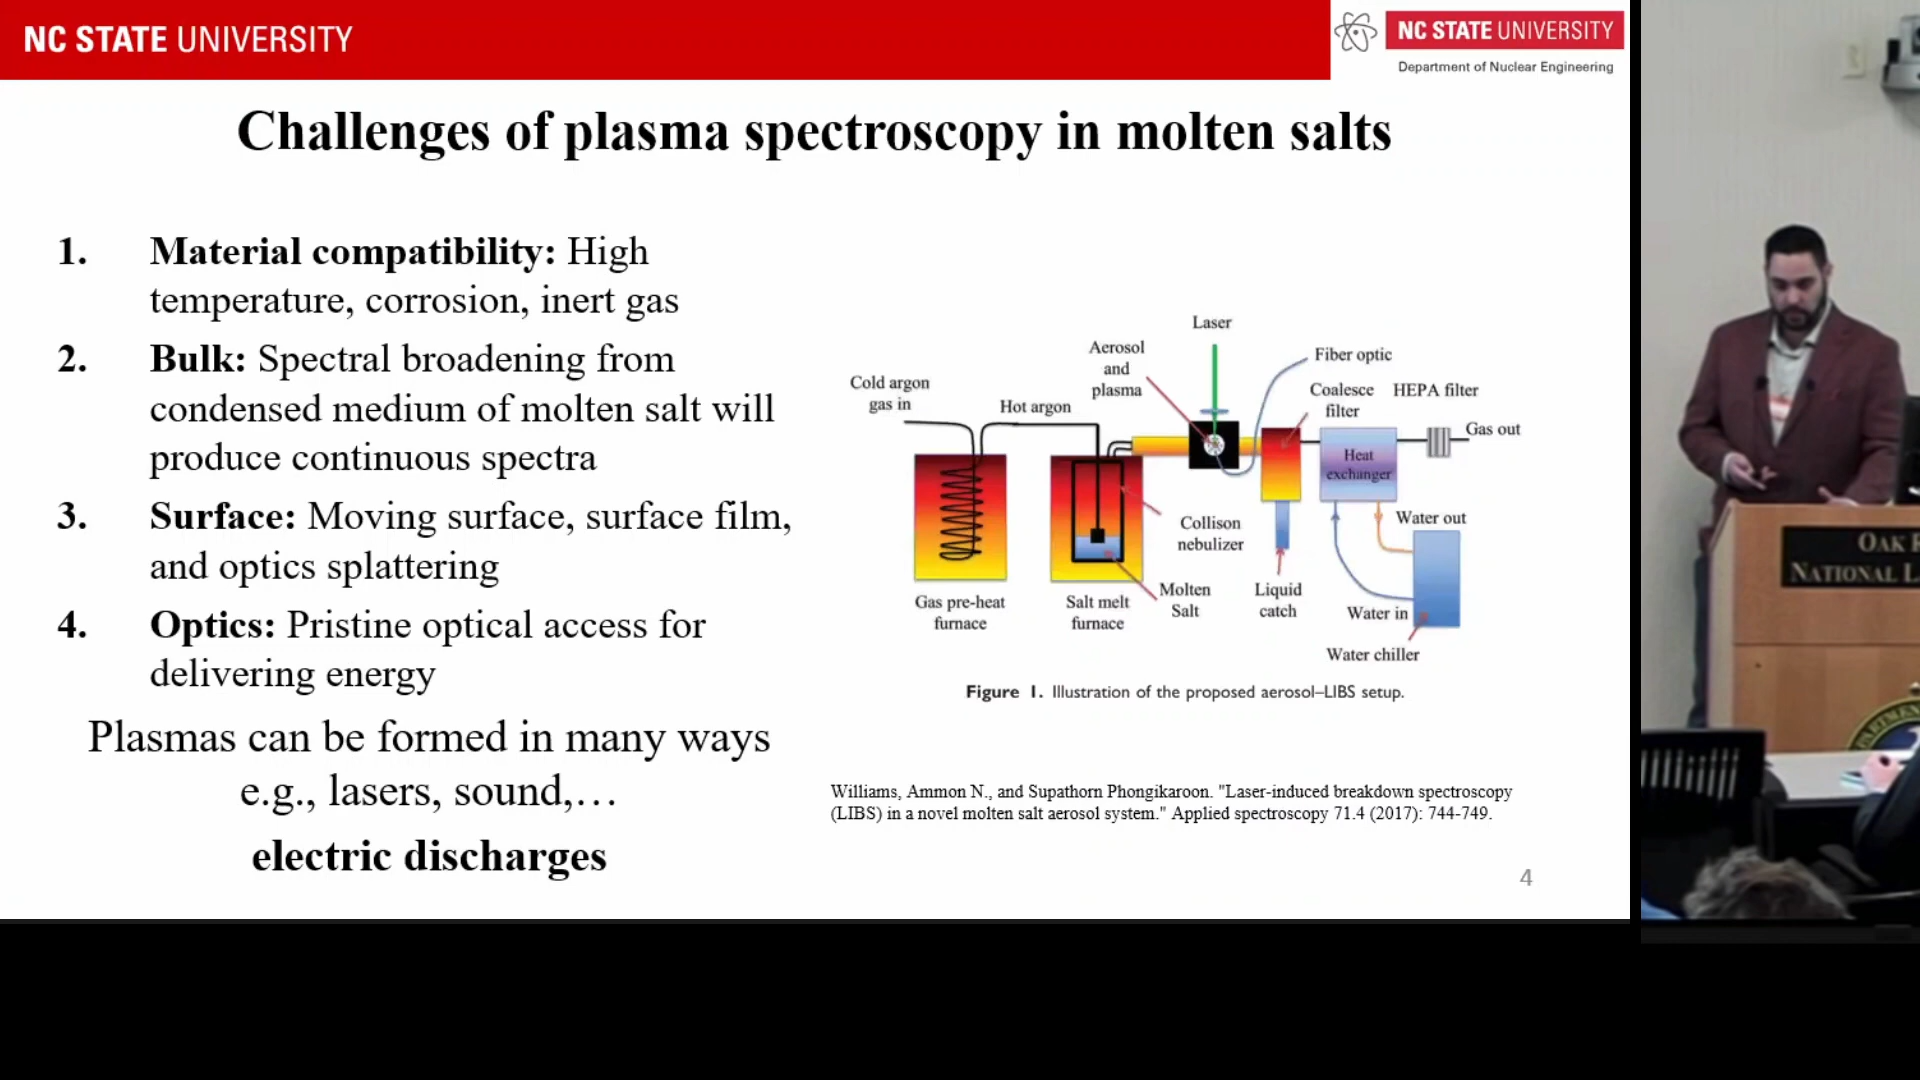 NC STATE UNIVERSITY
NC STATE UNIVERSITY
Department of Nuclear Engineering
Challenges of plasma spectroscopy in molten salts
1. Material compatibility: High
temperature, corrosion, inert gas
2. Bulk: Spectral broadening from
condensed medium of molten salt will
produce continuous spectra
3. Surface: Moving surface, surface film,
and optics splattering
4. Optics: Pristine optical access for
delivering energy
Plasmas can be formed in many ways
e.g., lasers, sound,…
electric discharges
Laser
Aerosol
and
plasma
Fiber optic
Cold argon
gas in
Hot argon
Coalesce
filter
HEPA filter
Gas out
Heat
exchanger
Collison
nebulizer
Water out
Gas pre-heat
furnace
Salt melt
furnace
Molten
Salt
Liquid
catch
Water in
Water chiller
Figure 1. Illustration of the proposed aerosol–LIBS setup.
Williams, Ammon N., and Supathorn Phongikaroon. "Laser-induced breakdown spectroscopy
(LIBS) in a novel molten salt aerosol system." Applied spectroscopy 71.4 (2017): 744-749.
4
OAK
NATIONAL